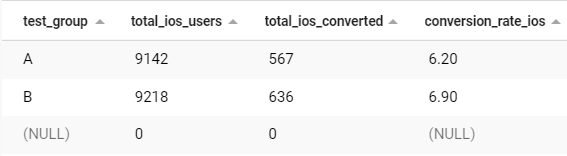 test_group total_ios_users total_ios_converted conversion_rate_ios
A 9142 567 6.20
B 9218 636 6.90
(NULL) 0 0 (NULL)